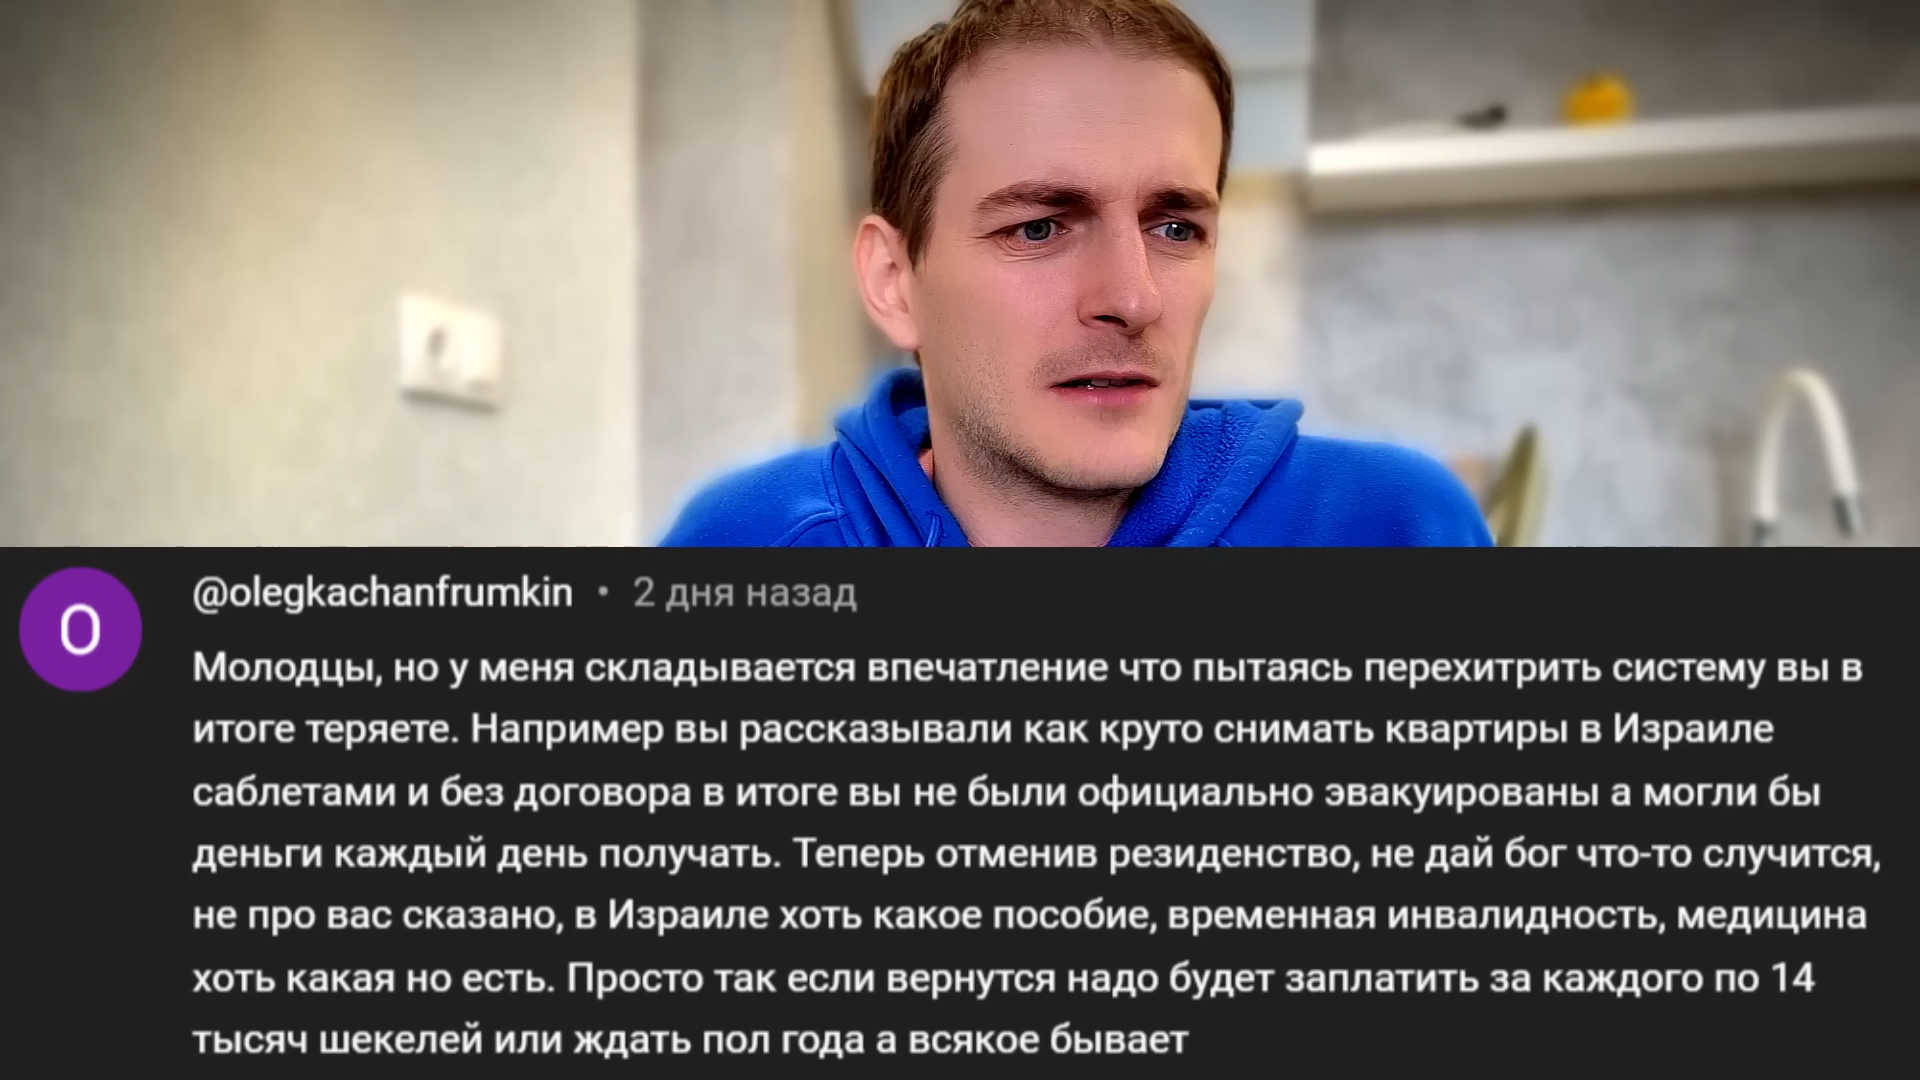 O
@olegkachanfrumkin • 2 дня назад
Молодцы, но у меня складывается впечатление что пытаясь перехитрить систему вы в
итоге теряете. Например вы рассказывали как круто снимать квартиры в Израиле
саблетами и без договора в итоге вы не были официально эвакуированы а могли бы
деньги каждый день получать. Теперь отменив резиденство, не дай бог что-то случится,
не про вас сказано, в Израиле хоть какое пособие, временная инвалидность, медицина
хоть какая но есть. Просто так если вернутся надо будет заплатить за каждого по 14
тысяч шекелей или ждать пол года а всякое бывает